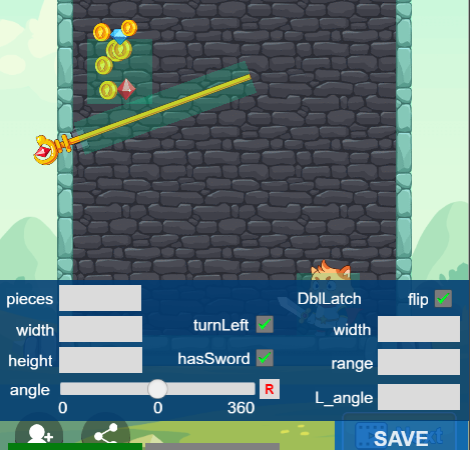 pieces DblLatch flip
width turnLeft width
height hasSword range
angle R L_angle
0 0 360
SAVE